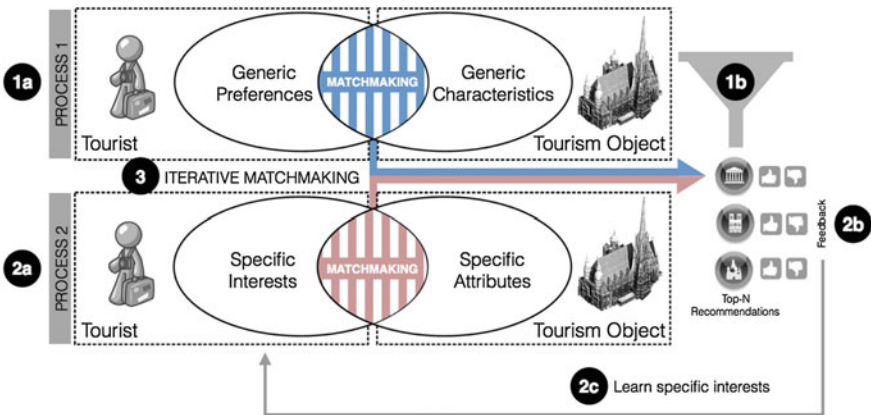 PROCESS 1
1a
Generic
Preferences
MATCHMAKING
Generic
Characteristics
Tourist
Tourism Object
1b
3 ITERATIVE MATCHMAKING
PROCESS 2
2a
Specific
Interests
MATCHMAKING
Specific
Attributes
Tourist
Tourism Object
Top-N
Recommendations
Feedback
2b
2c Learn specific interests